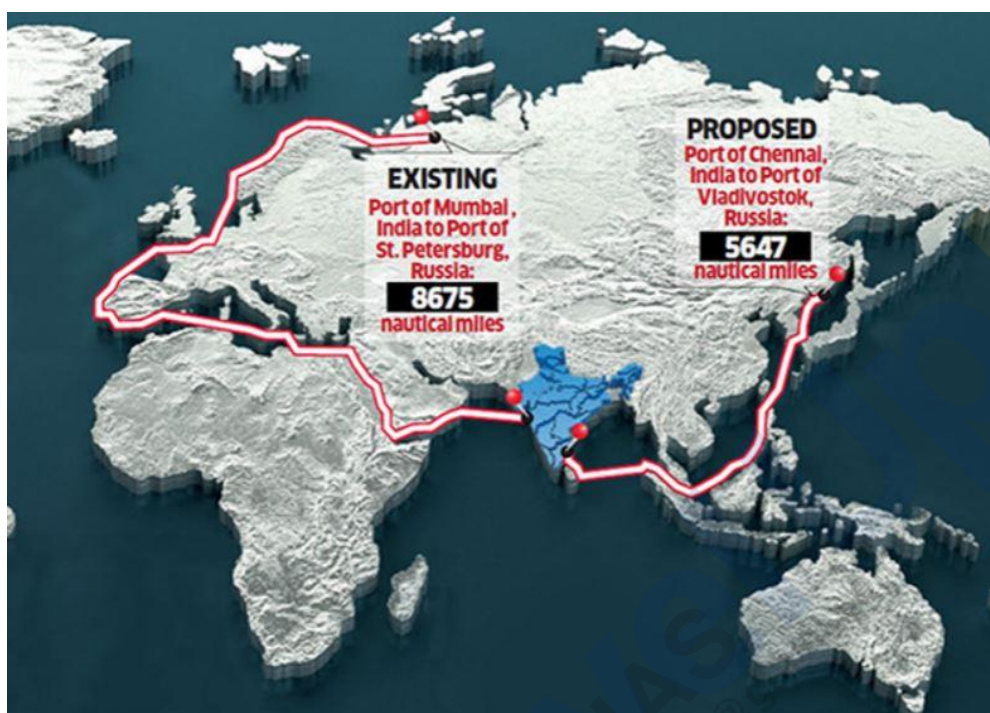 EXISTING
Port of Mumbai,
India to Port of
St. Petersburg,
Russia:
8675
nautical miles
PROPOSED
Port of Chennai,
India to Port of
Vladivostok,
Russia:
5647
nautical miles